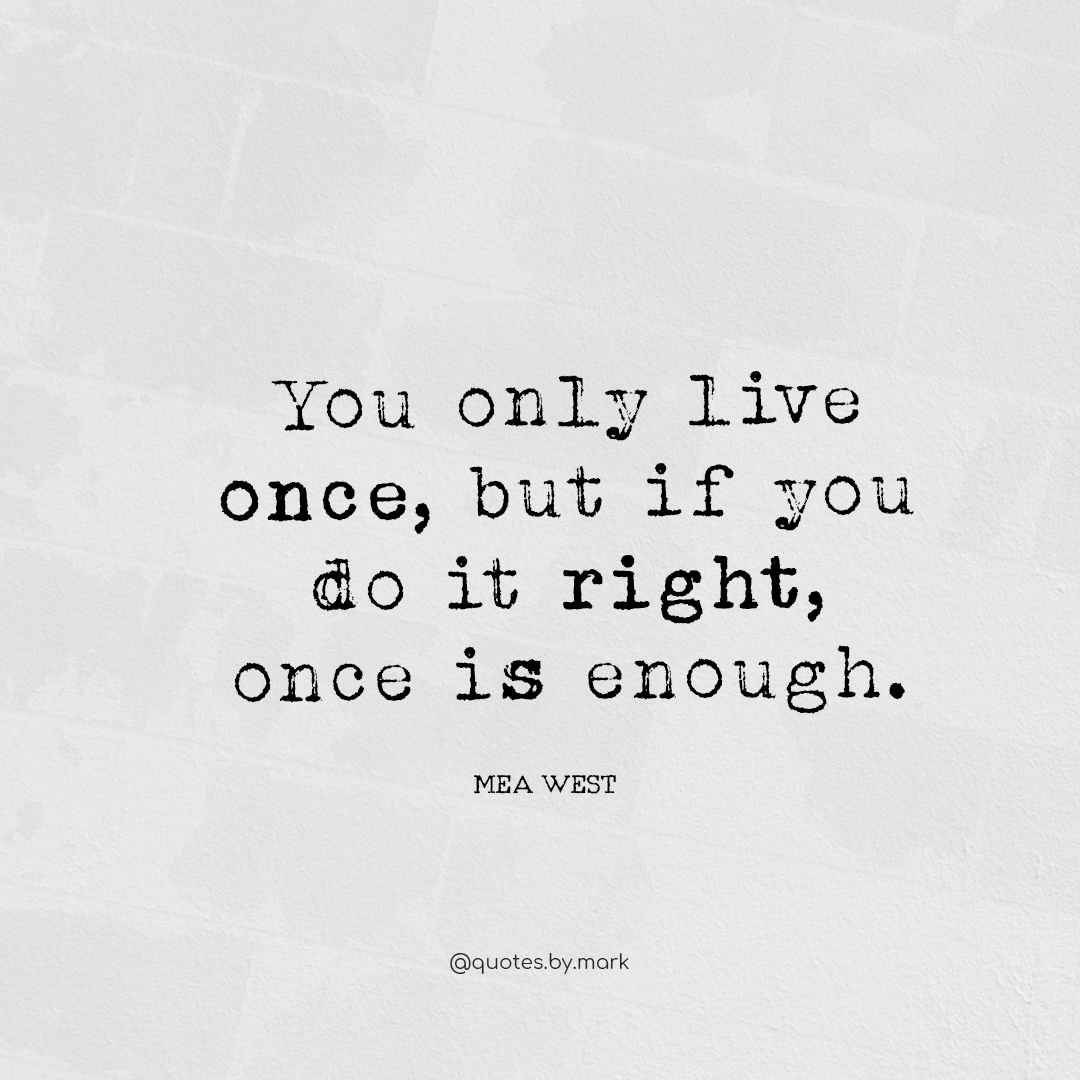 You only live
once, but if you
do it right,
once is enough.
MEA WEST
@quotes.by.mark